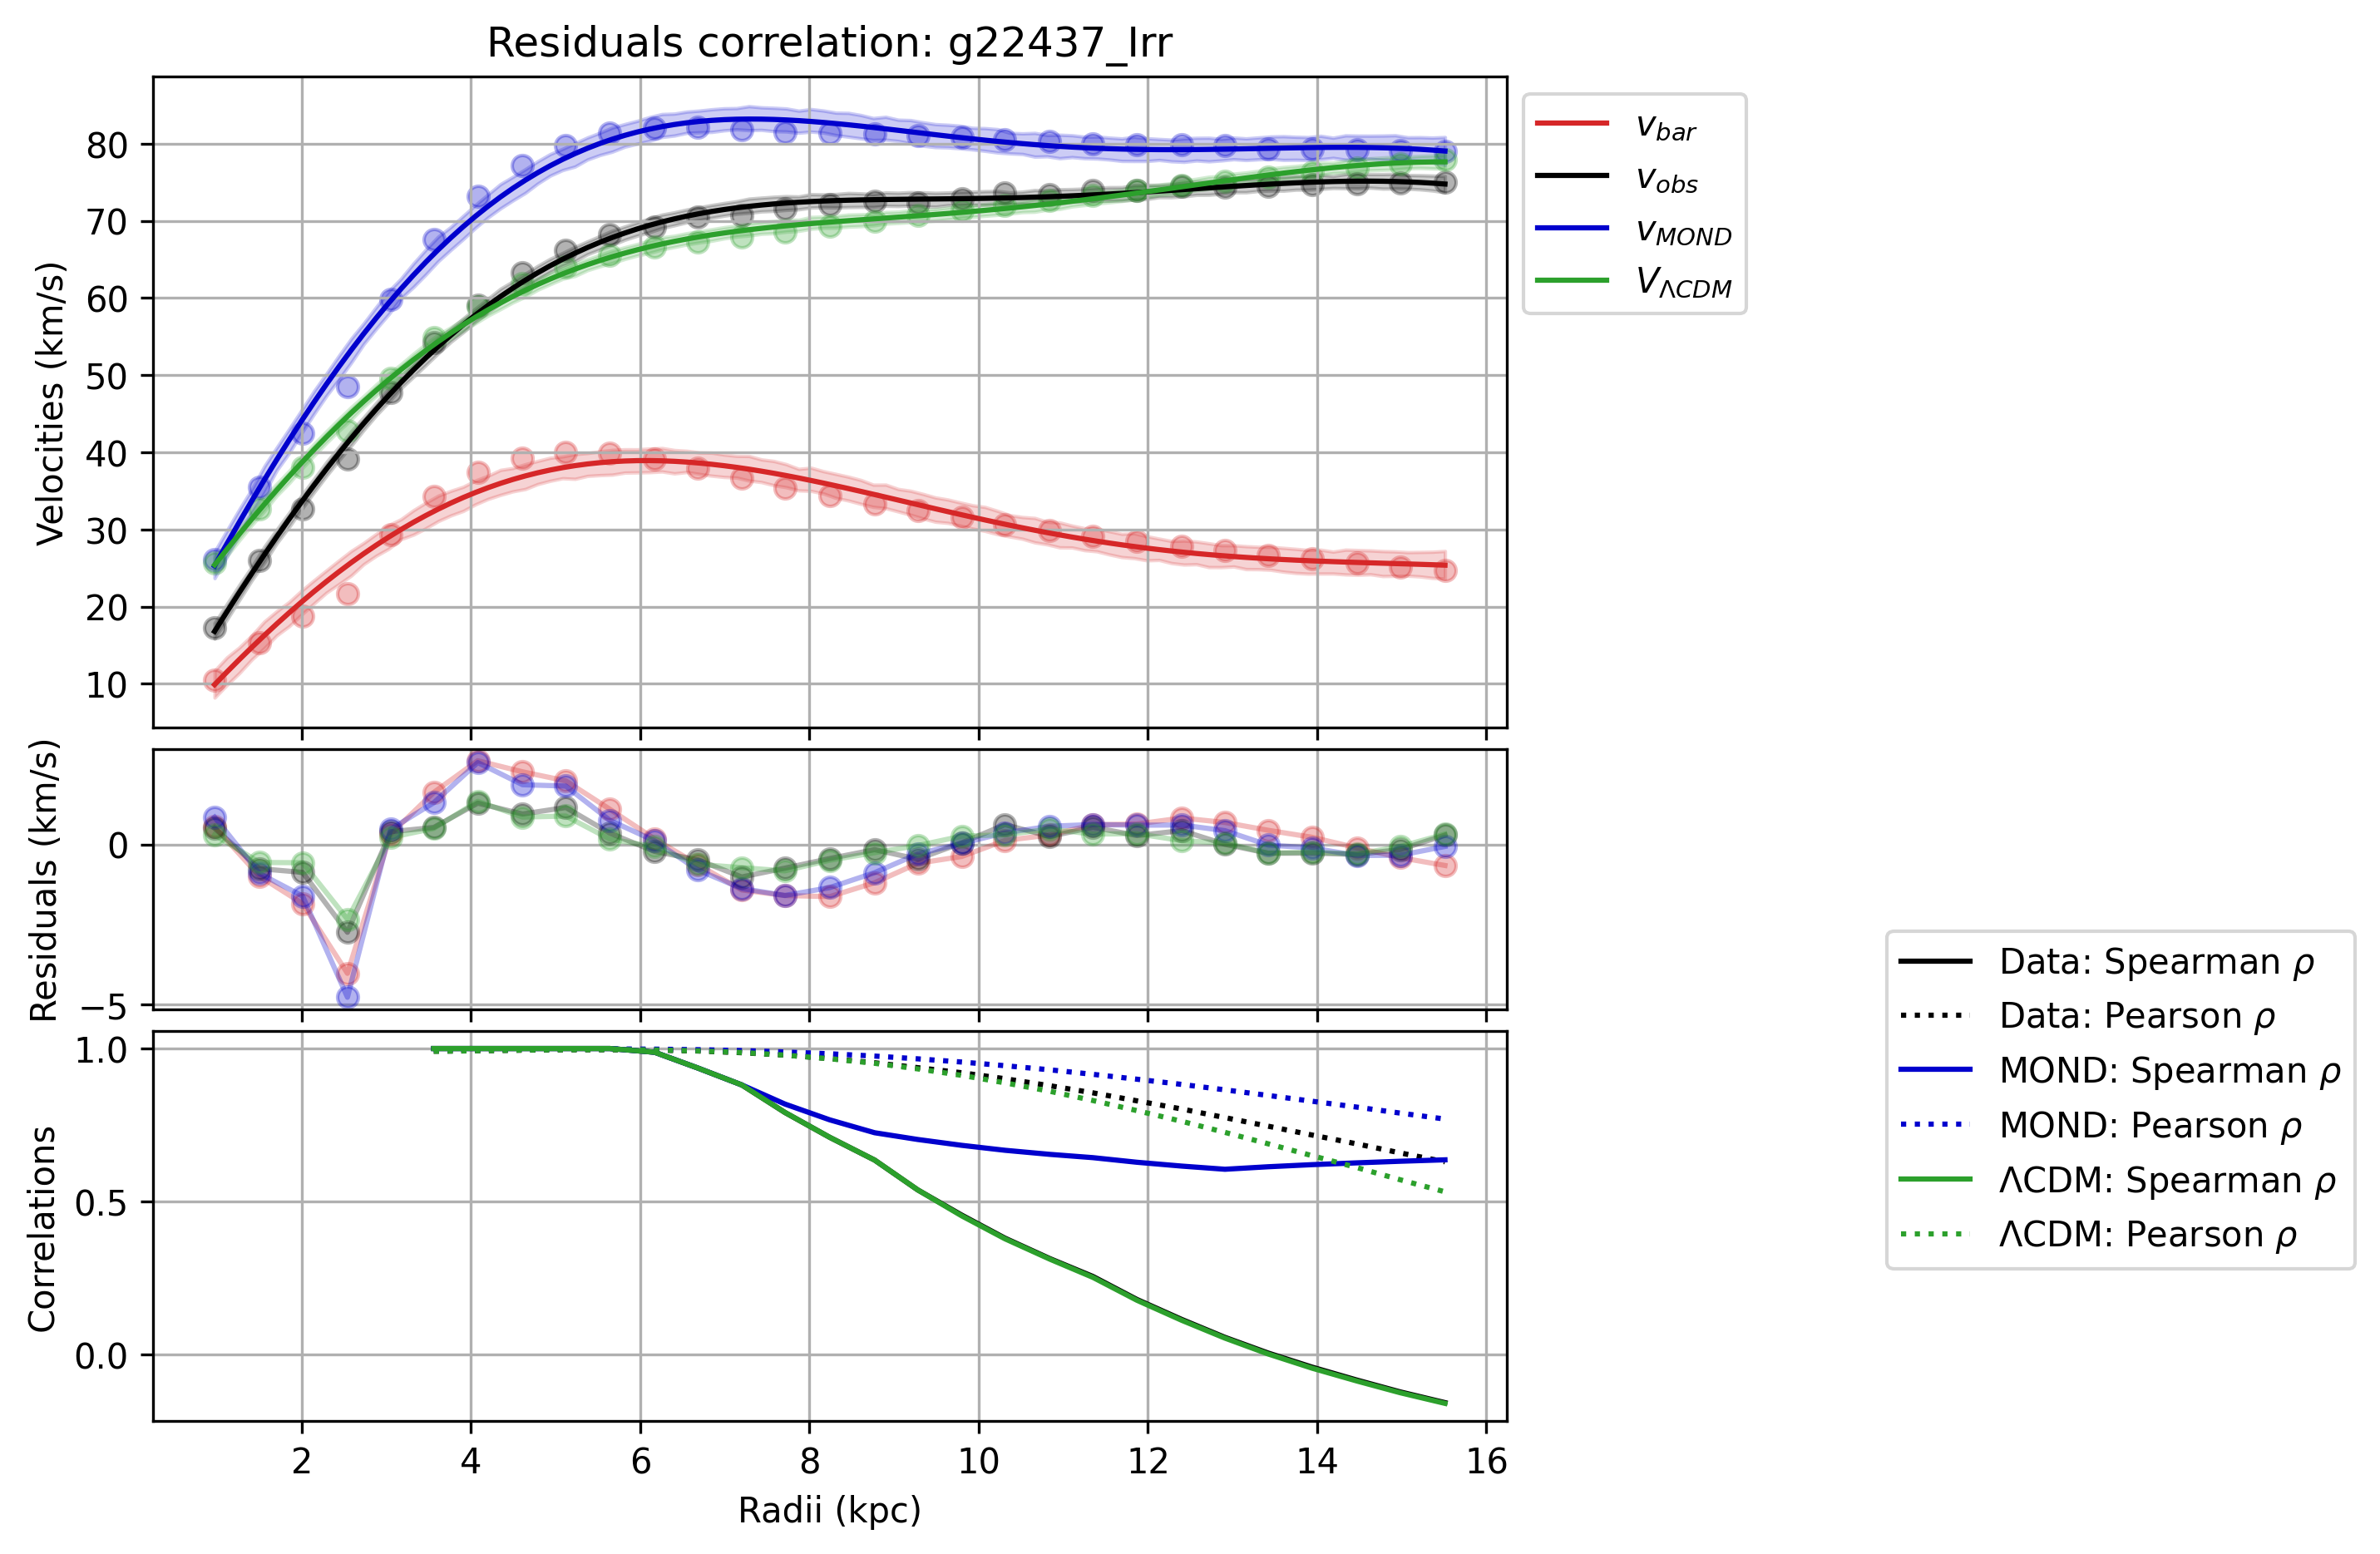 Residuals correlation: g22437_Irr
Velocities (km/s)
80
70
60
50
40
30
20
10
v_bar
v_obs
v_MOND
V_ΛCDM
Residuals (km/s)
0
−5
Correlations
1.0
0.5
0.0
2 4 6 8 10 12 14 16
Radii (kpc)
Data: Spearman ρ
Data: Pearson ρ
MOND: Spearman ρ
MOND: Pearson ρ
ΛCDM: Spearman ρ
ΛCDM: Pearson ρ